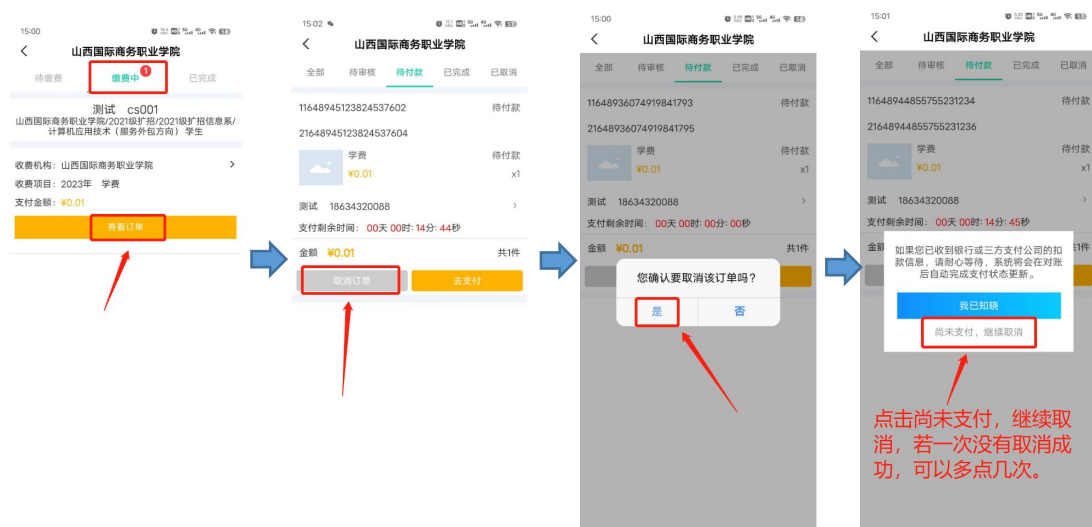 15:00
山西国际商务职业学院
待缴费
缴费中
1
已完成
测试 cs001
山西国际商务职业学院/2021级扩招/2021级扩招信息系/
计算机应用技术（服务外包方向） 学生
收费机构：山西国际商务职业学院
收费项目：2023年 学费
支付金额：¥0.01
查看订单
15:02
山西国际商务职业学院
全部 待审核 待付款 已完成 已取消
11648945123824537602 待付款
21648945123824537604
学费 待付款
¥0.01 x1
测试 18634320088
支付剩余时间：00天 00时: 14分: 44秒
金额 ¥0.01 共1件
取消订单 去支付
15:00
山西国际商务职业学院
全部 待审核 待付款 已完成 已取消
11648936074919841793 待付款
21648936074919841795
学费 待付款
¥0.01 x1
测试 18634320088
支付剩余时间：00天 00时: 00分: 00秒
金额 ¥0.01 共1件
您确认要取消该订单吗？
是 否
15:01
山西国际商务职业学院
全部 待审核 待付款 已完成 已取消
11648944855755231234 待付款
21648944855755231236
学费 待付款
¥0.01 x1
测试 18634320088
支付剩余时间：00天 00时: 14分: 45秒
如果您已收到银行或三方支付公司的扣
款信息，请耐心等待，系统将会在对账
后自动完成支付状态更新。
我已知晓
尚未支付，继续取消
点击尚未支付，继续取
消，若一次没有取消成
功，可以多点几次。